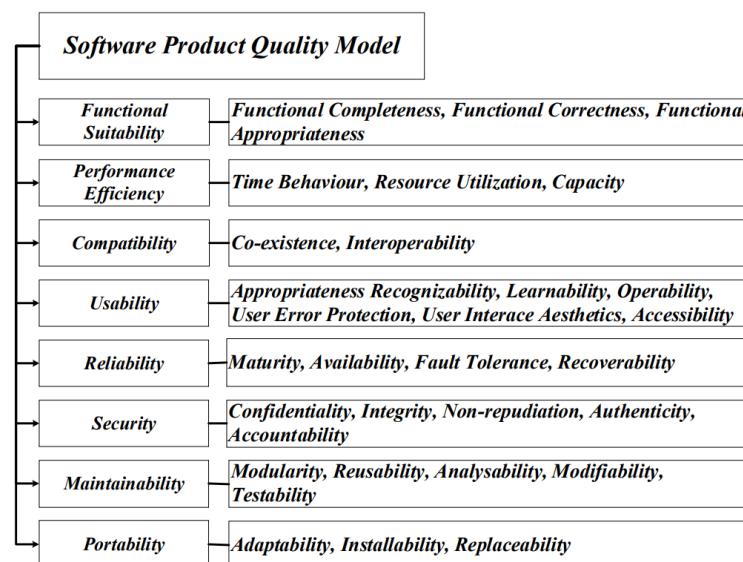 Software Product Quality Model
Functional
Suitability
Functional Completeness, Functional Correctness, Functional
Appropriateness
Performance
Efficiency
Time Behaviour, Resource Utilization, Capacity
Compatibility
Co-existence, Interoperability
Usability
Appropriateness Recognizability, Learnability, Operability,
User Error Protection, User Interace Aesthetics, Accessibility
Reliability
Maturity, Availability, Fault Tolerance, Recoverability
Security
Confidentiality, Integrity, Non-repudiation, Authenticity,
Accountability
Maintainability
Modularity, Reusability, Analysability, Modifiability,
Testability
Portability
Adaptability, Installability, Replaceability